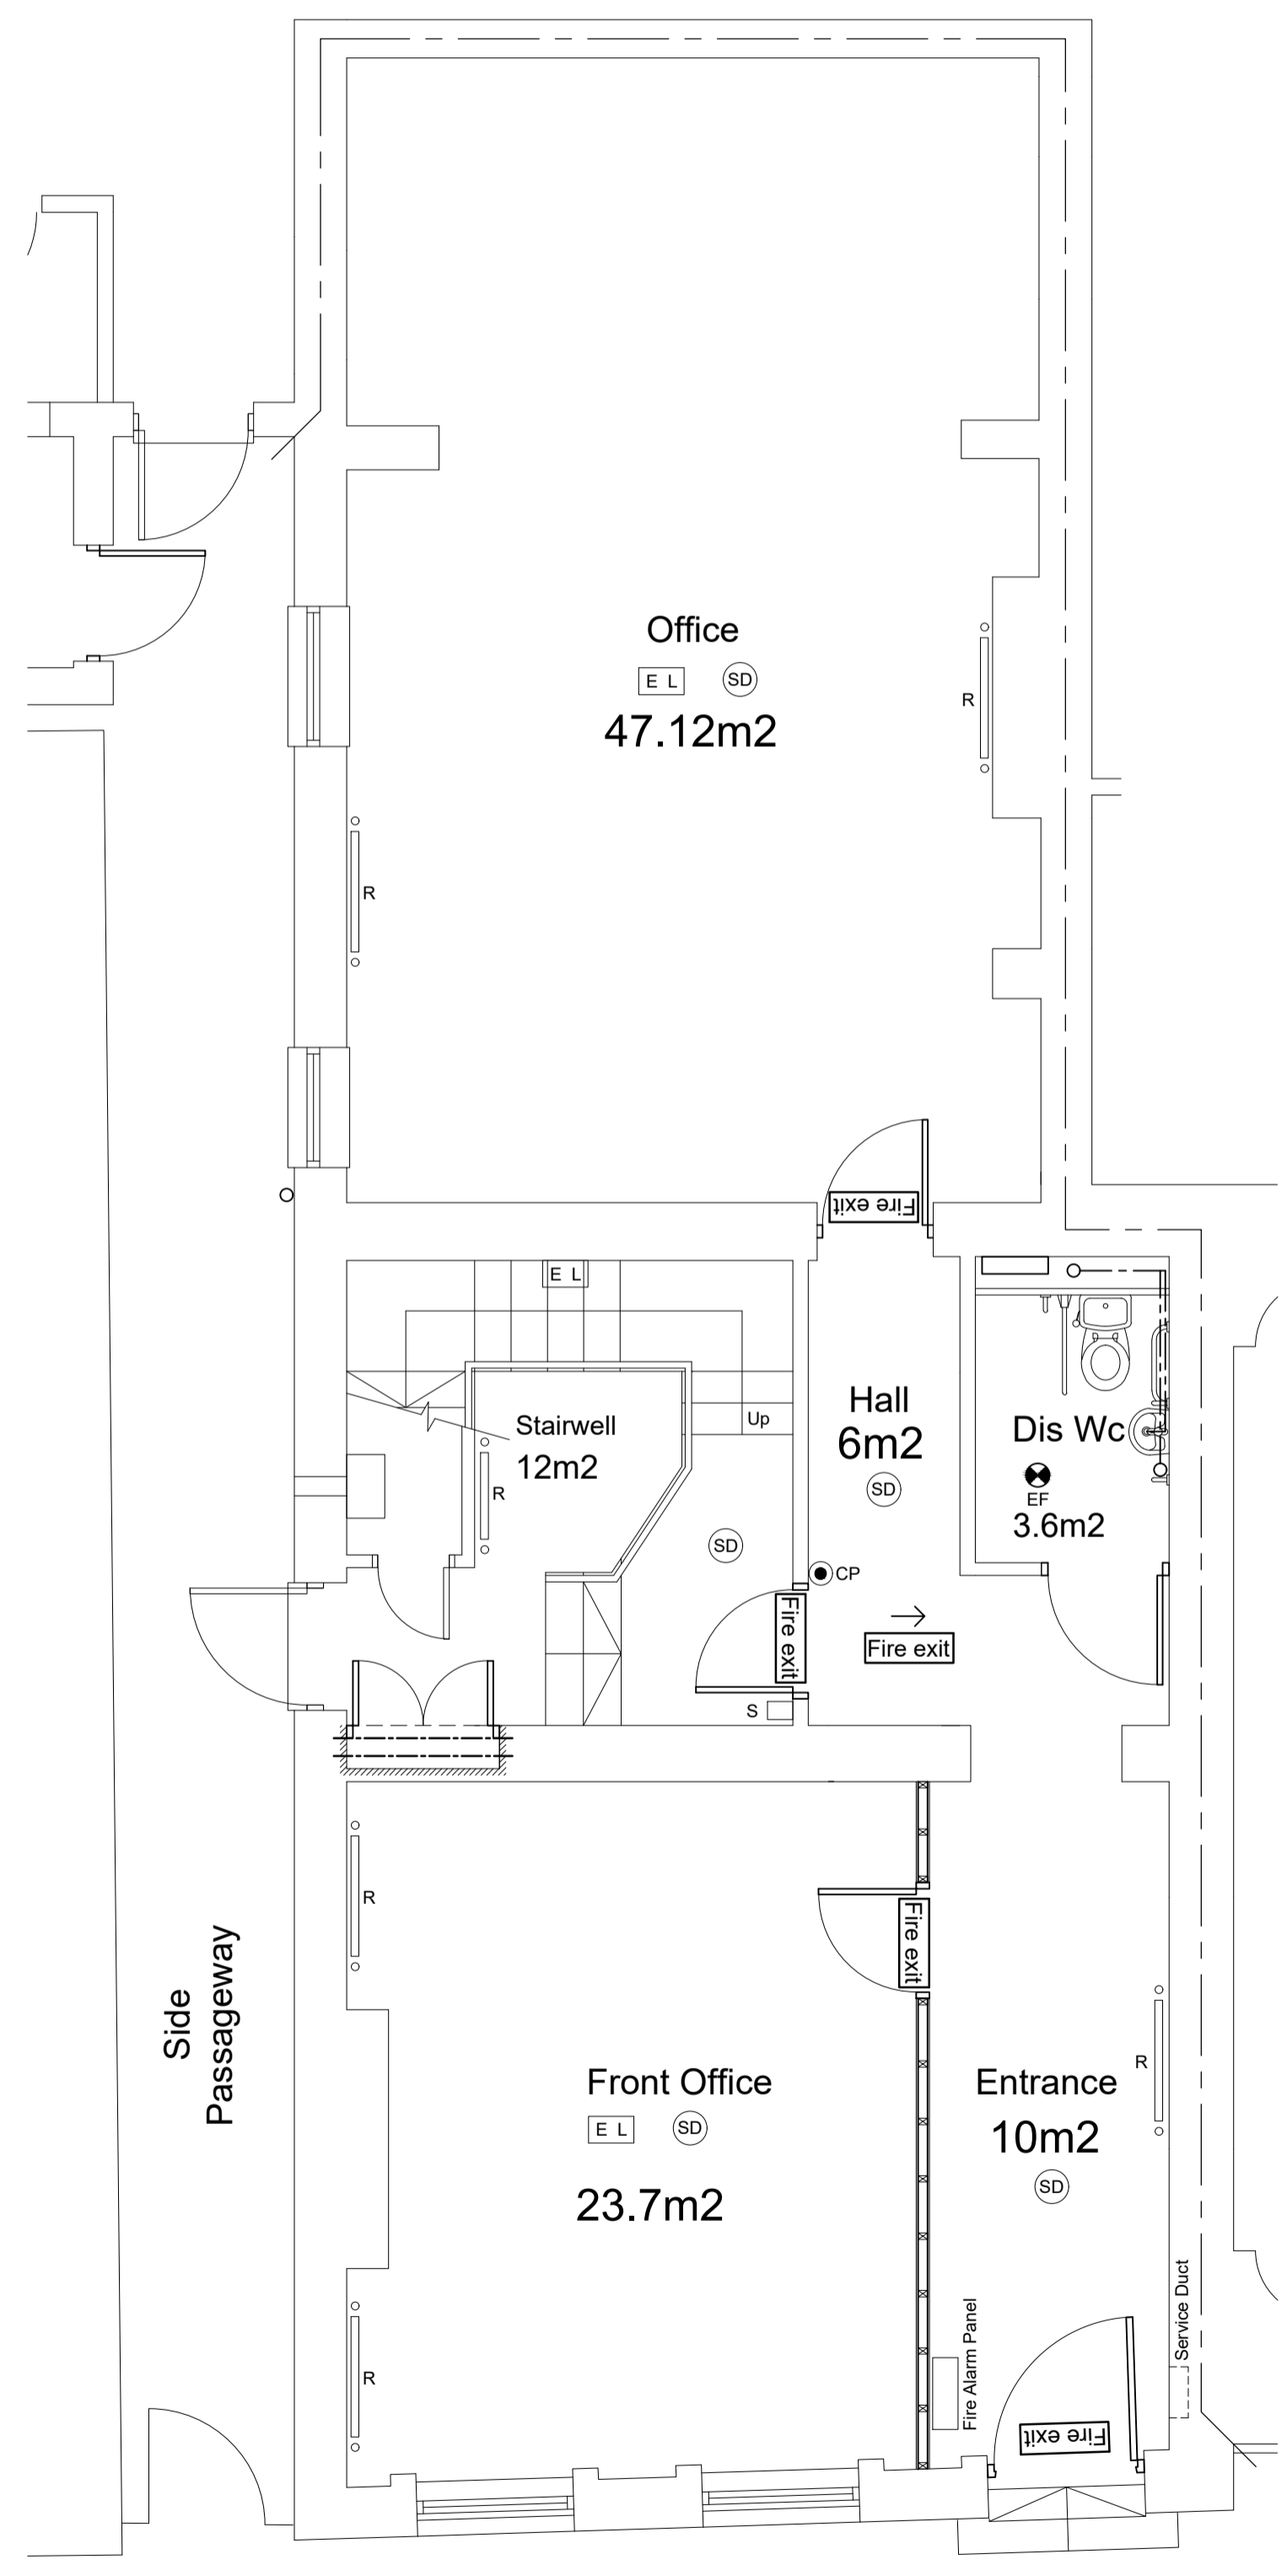 Office
E L
SD
47.12m2
R
R
Fire exit
E L
Stairwell
12m2
R
Up
SD
Hall
6m2
SD
Dis Wc
EF
3.6m2
CP
Fire exit
Fire exit
S
R
Fire exit
Side
Passageway
Front Office
E L
SD
23.7m2
R
Entrance
10m2
SD
R
Service Duct
Fire Alarm Panel
Fire exit